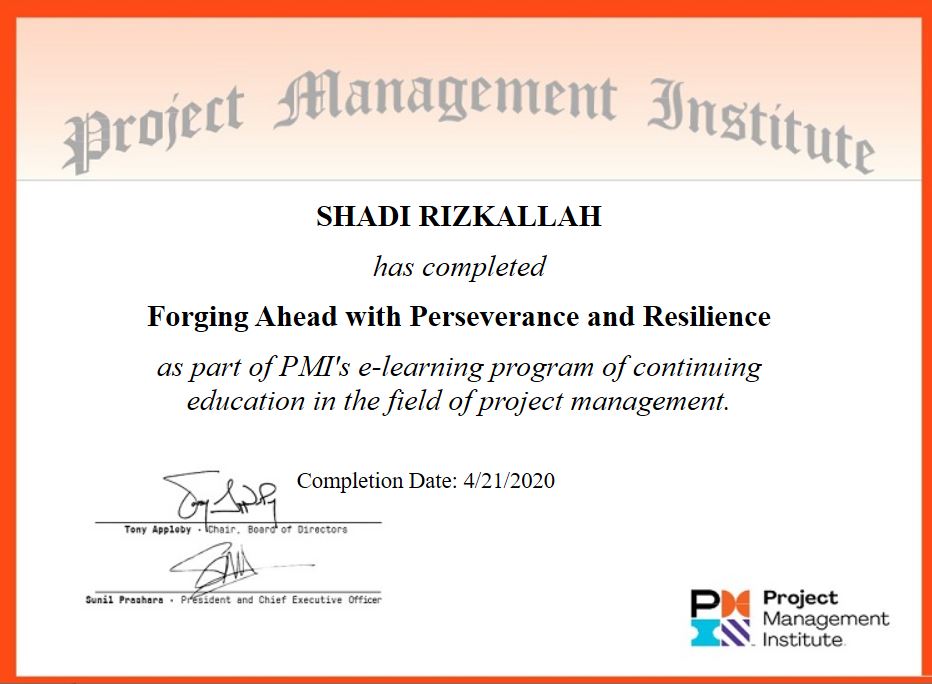 Project Management Institute
SHADI RIZKALLAH
has completed
Forging Ahead with Perseverance and Resilience
as part of PMI's e-learning program of continuing
education in the field of project management.
Completion Date: 4/21/2020
Tony Appleby - Chair, Board of Directors
Sunil Prashara - President and Chief Executive Officer
Project
Management
Institute